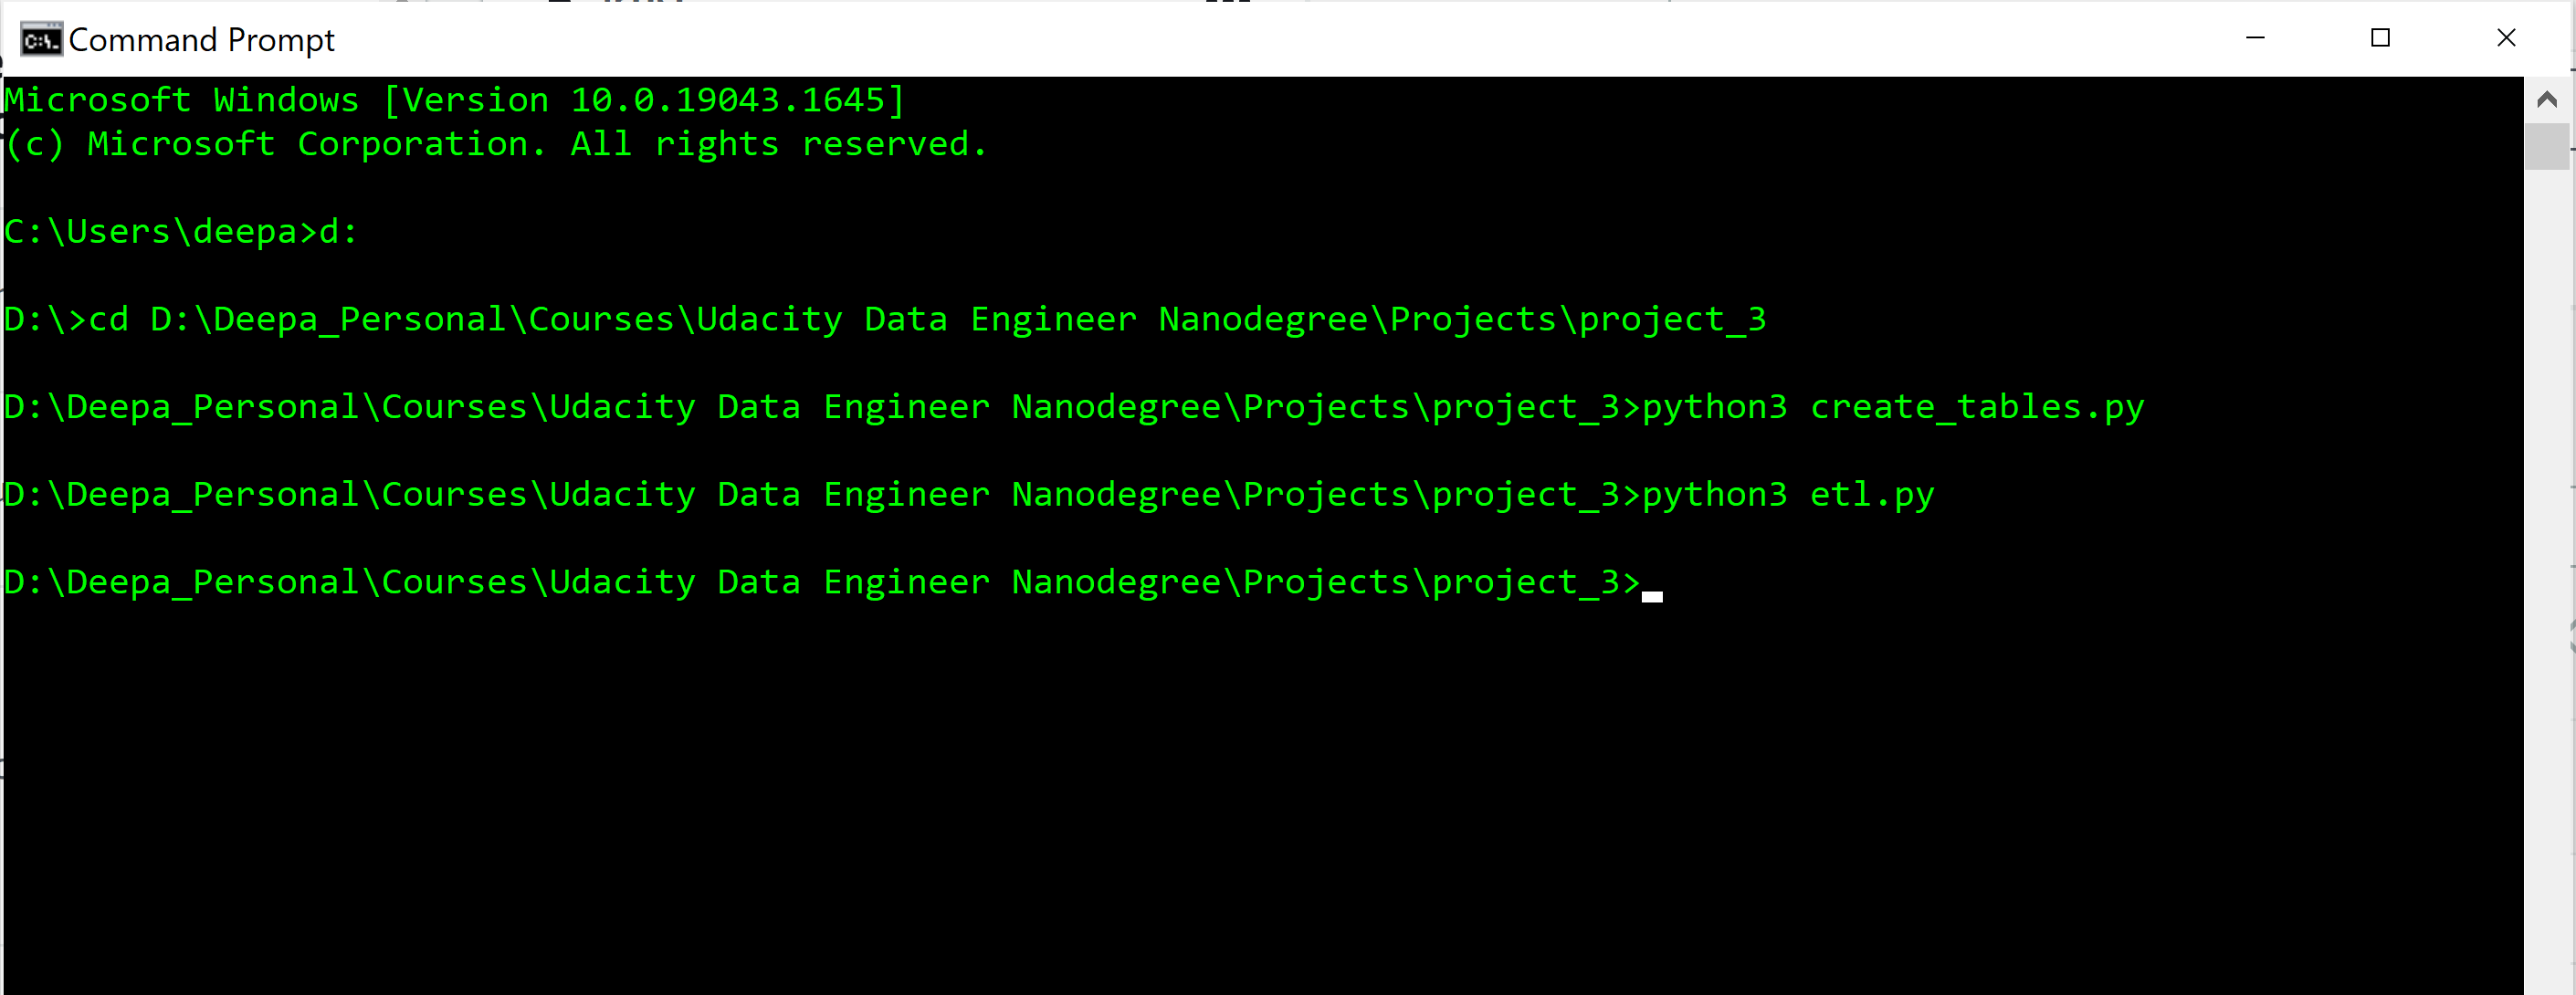 Command Prompt
Microsoft Windows [Version 10.0.19043.1645]
(c) Microsoft Corporation. All rights reserved.
C:\Users\deepa>d:
D:\>cd D:\Deepa_Personal\Courses\Udacity Data Engineer Nanodegree\Projects\project_3
D:\Deepa_Personal\Courses\Udacity Data Engineer Nanodegree\Projects\project_3>python3 create_tables.py
D:\Deepa_Personal\Courses\Udacity Data Engineer Nanodegree\Projects\project_3>python3 etl.py
D:\Deepa_Personal\Courses\Udacity Data Engineer Nanodegree\Projects\project_3>